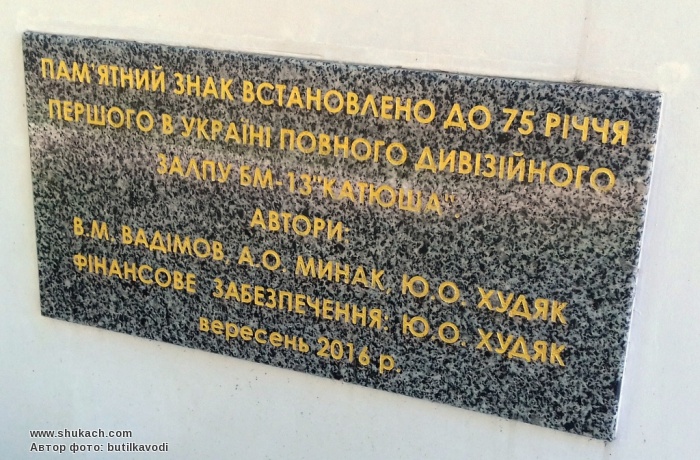 ПАМ'ЯТНИЙ ЗНАК ВСТАНОВЛЕНО ДО 75 РІЧЧЯ
ПЕРШОГО В УКРАЇНІ ПОВНОГО ДИВІЗІЙНОГО
ЗАЛПУ БМ-13"КАТЮША".
АВТОРИ:
В.М. ВАДІМОВ, А.О. МИНАК, Ю.О. ХУДЯК
ФІНАНСОВЕ ЗАБЕЗПЕЧЕННЯ: Ю.О. ХУДЯК
вересень 2016 р.
www.shukach.com
Автор фото: butilkavodi